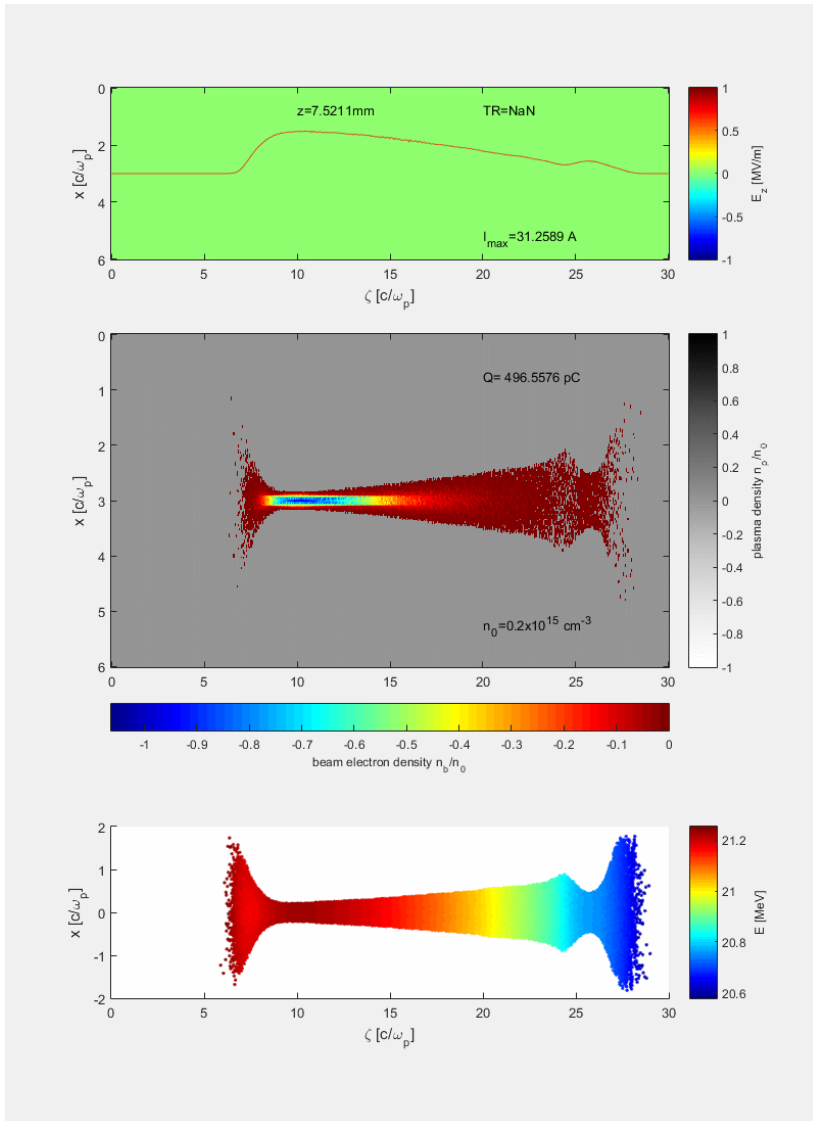 z=7.5211mm TR=NaN
I_max=31.2589 A
0
2
4
6
x [c/ω_p]
0 5 10 15 20 25 30
ζ [c/ω_p]
1
0.5
0
-0.5
-1
E_z [MV/m]
Q= 496.5576 pC
n_0=0.2x10^15 cm^-3
0
1
2
3
4
5
6
x [c/ω_p]
0 5 10 15 20 25 30
1
0.8
0.6
0.4
0.2
0
-0.2
-0.4
-0.6
-0.8
-1
plasma density n_p/n_0
-1 -0.9 -0.8 -0.7 -0.6 -0.5 -0.4 -0.3 -0.2 -0.1 0
beam electron density n_b/n_0
2
1
0
-1
-2
x [c/ω_p]
0 5 10 15 20 25 30
ζ [c/ω_p]
21.2
21
20.8
20.6
E [MeV]